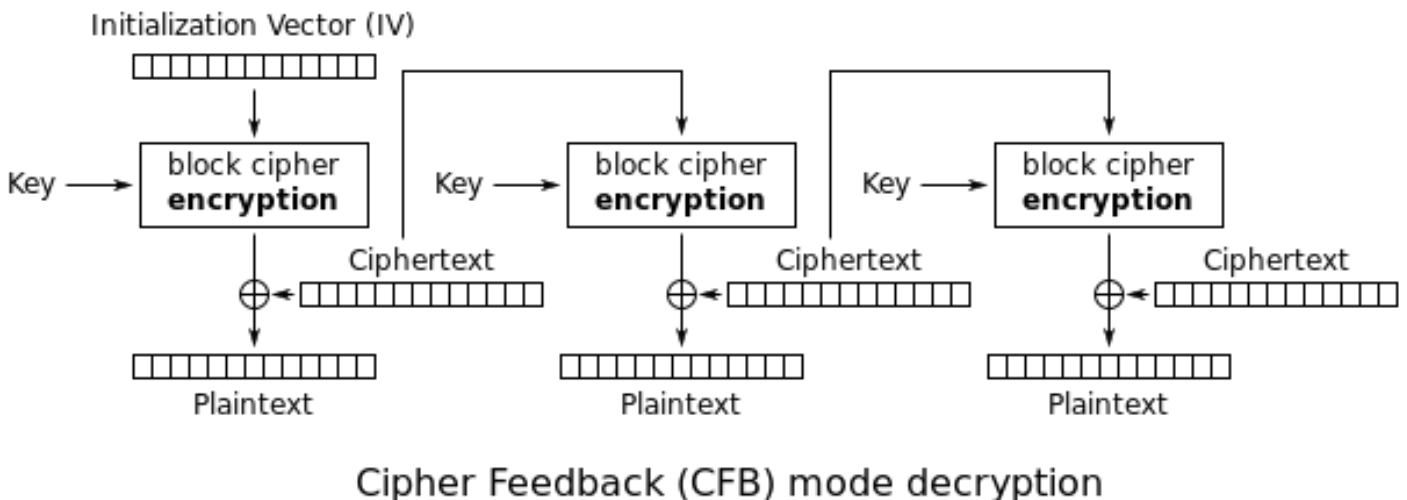 Initialization Vector (IV)
Key
block cipher
encryption
Key
block cipher
encryption
Key
block cipher
encryption
Ciphertext
Ciphertext
Ciphertext
Plaintext
Plaintext
Plaintext
Cipher Feedback (CFB) mode decryption